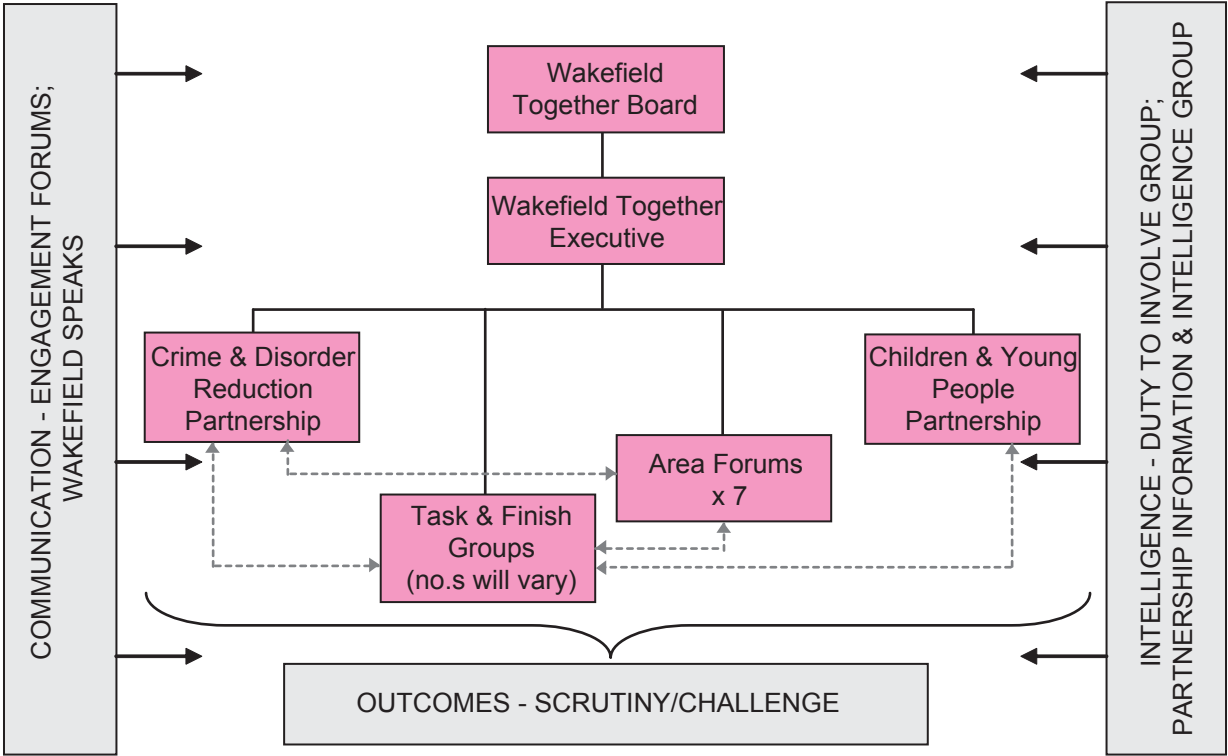 COMMUNICATION - ENGAGEMENT FORUMS;
WAKEFIELD SPEAKS
Wakefield
Together Board
Wakefield Together
Executive
Crime & Disorder
Reduction
Partnership
Children & Young
People
Partnership
Area Forums
x 7
Task & Finish
Groups
(no.s will vary)
OUTCOMES - SCRUTINY/CHALLENGE
INTELLIGENCE - DUTY TO INVOLVE GROUP;
PARTNERSHIP INFORMATION & INTELLIGENCE GROUP